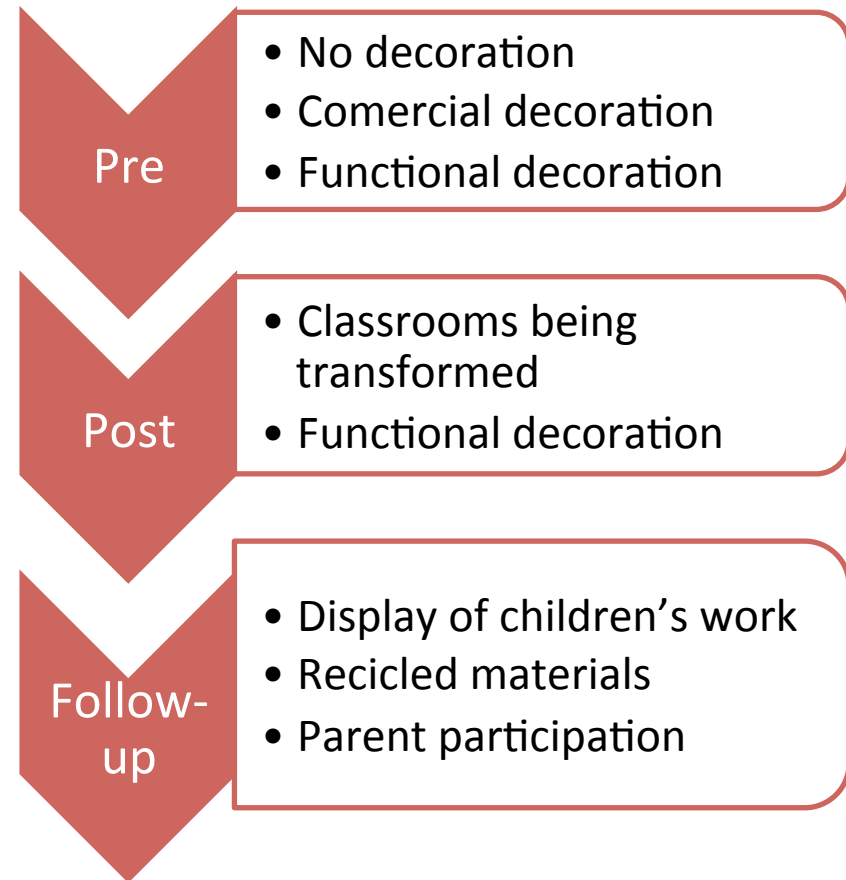 Pre
• No decoration
• Comercial decoration
• Functional decoration
Post
• Classrooms being
transformed
• Functional decoration
Follow-
up
• Display of children’s work
• Recicled materials
• Parent participation